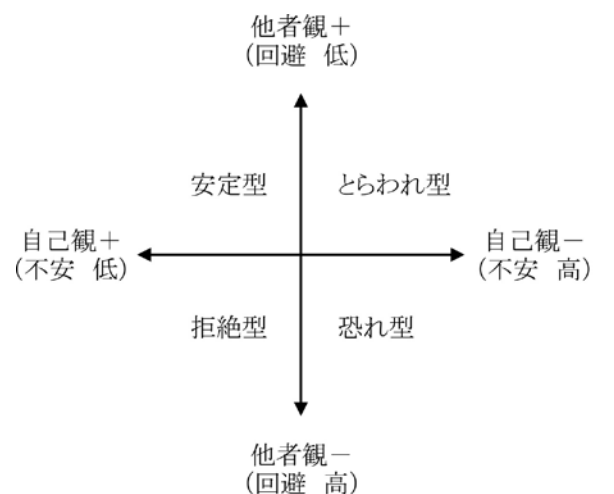 他者観＋
（回避 低）
安定型 とらわれ型
自己観＋
（不安 低）
自己観－
（不安 高）
拒絶型 恐れ型
他者観－
（回避 高）